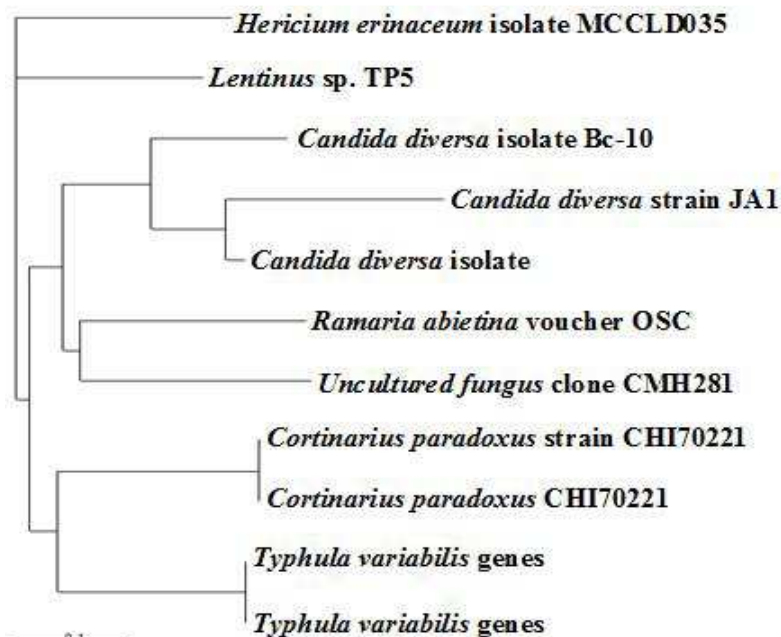 Hericium erinaceum isolate MCCLD035
Lentinus sp. TP5
Candida diversa isolate Bc-10
Candida diversa strain JA1
Candida diversa isolate
Ramaria abietina voucher OSC
Uncultured fungus clone CMH281
Cortinarius paradoxus strain CHI70221
Cortinarius paradoxus CHI70221
Typhula variabilis genes
Typhula variabilis genes